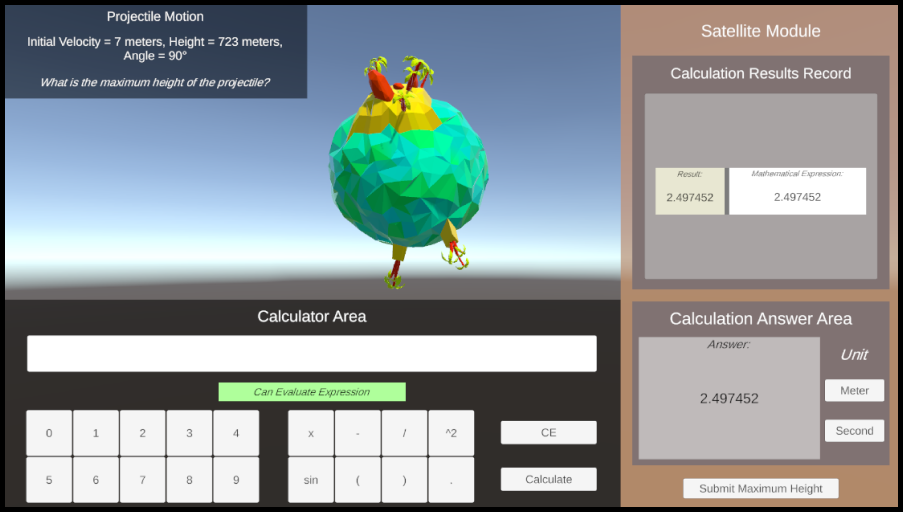 Projectile Motion
Initial Velocity = 7 meters, Height = 723 meters,
Angle = 90°
What is the maximum height of the projectile?
Satellite Module
Calculation Results Record
Result:
2.497452
Mathematical Expression:
2.497452
Calculator Area
Can Evaluate Expression
0 1 2 3 4
5 6 7 8 9
x - / ^2
sin ( ) .
CE
Calculate
Calculation Answer Area
Answer:
2.497452
Unit
Meter
Second
Submit Maximum Height